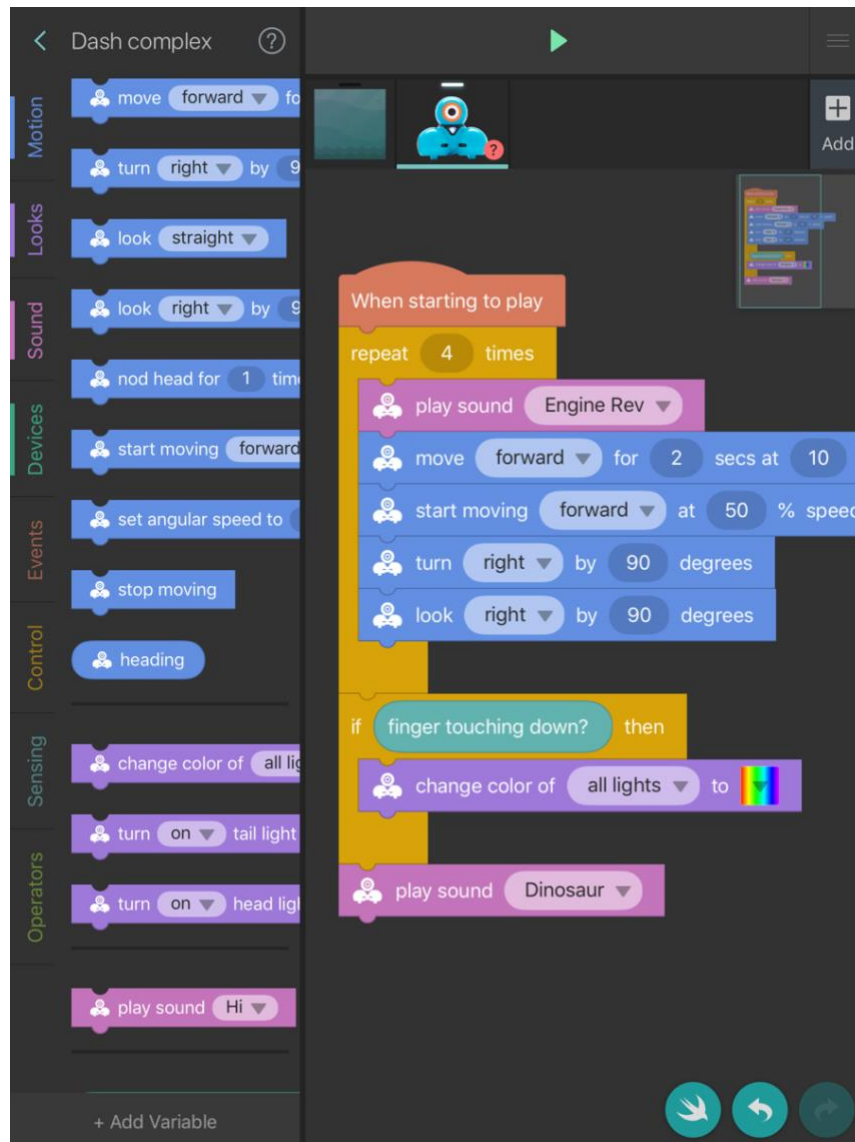 Dash complex
?
Motion
Looks
Sound
Devices
Events
Control
Sensing
Operators
move forward fo
turn right by 9
look straight
look right by 9
nod head for 1 tim
start moving forward
set angular speed to
stop moving
heading
change color of all lig
turn on tail light
turn on head ligh
play sound Hi
+ Add Variable
?
Add
When starting to play
repeat 4 times
play sound Engine Rev
move forward for 2 secs at 10
start moving forward at 50 % speed
turn right by 90 degrees
look right by 90 degrees
if finger touching down? then
change color of all lights to
play sound Dinosaur